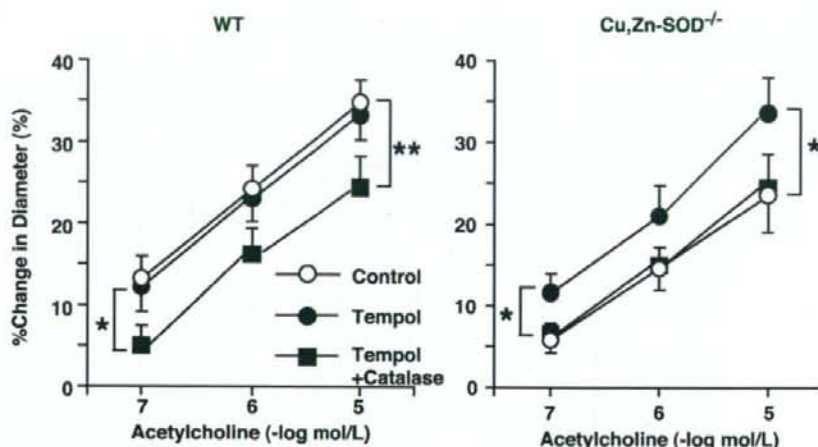 WT
%Change in Diameter (%)
40
30
20
10
0
*
**
Control
Tempol
Tempol
+Catalase
7
6
5
Acetylcholine (-log mol/L)
Cu,Zn-SOD-/-
40
30
20
10
0
*
*
7
6
5
Acetylcholine (-log mol/L)